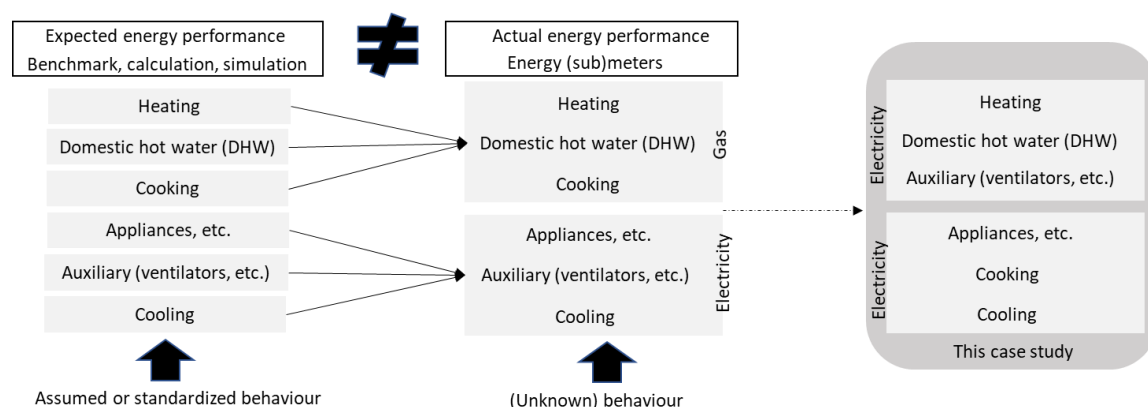 Expected energy performance
Benchmark, calculation, simulation
Heating
Domestic hot water (DHW)
Cooking
Appliances, etc.
Auxiliary (ventilators, etc.)
Cooling
Assumed or standardized behaviour
≠
Actual energy performance
Energy (sub)meters
Heating
Domestic hot water (DHW)
Cooking
Gas
Appliances, etc.
Auxiliary (ventilators, etc.)
Cooling
Electricity
(Unknown) behaviour
Electricity
Heating
Domestic hot water (DHW)
Auxiliary (ventilators, etc.)
Electricity
Appliances, etc.
Cooking
Cooling
This case study